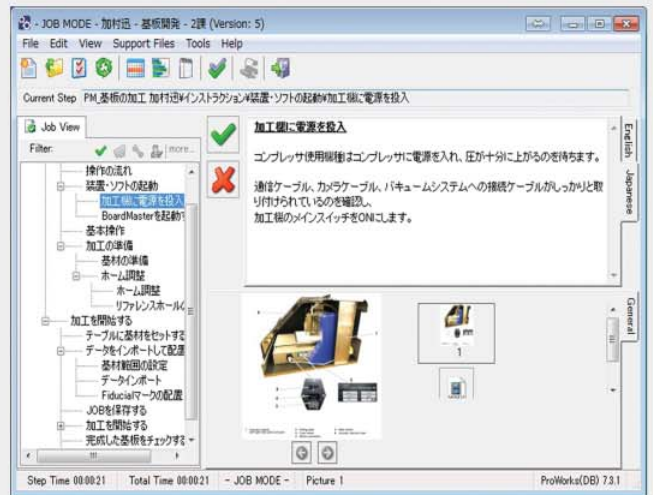 - JOB MODE - 加村迅 - 基板開発 - 2課 (Version: 5)
File Edit View Support Files Tools Help
Current Step PM_基板の加工 加村迅¥インストラクション¥装置・ソフトの起動¥加工機に電源を投入
Job View
Filter: more...
操作の流れ
装置・ソフトの起動
加工機に電源を投入
BoardMasterを起動す
基本操作
加工の準備
基材の準備
ホーム調整
ホーム調整
リファレンスホールの
加工を開始する
テーブルに基材をセットする
データをインポートして配置
基材範囲の設定
データインポート
Fiducialマークの配置
JOBを保存する
加工を開始する
完成した基板をチェックする
加工機に電源を投入
コンプレッサ使用機種はコンプレッサに電源を入れ、圧が十分に上がるのを待ちます。
通信ケーブル、カメラケーブル、バキュームシステムへの接続ケーブルがしっかりと取
り付けられているのを確認し、
加工機のメインスイッチをONにします。
English
Japanese
General
1
Step Time 00:00:21 Total Time 00:00:21 - JOB MODE - Picture 1 ProWorks(DB) 7.3.1